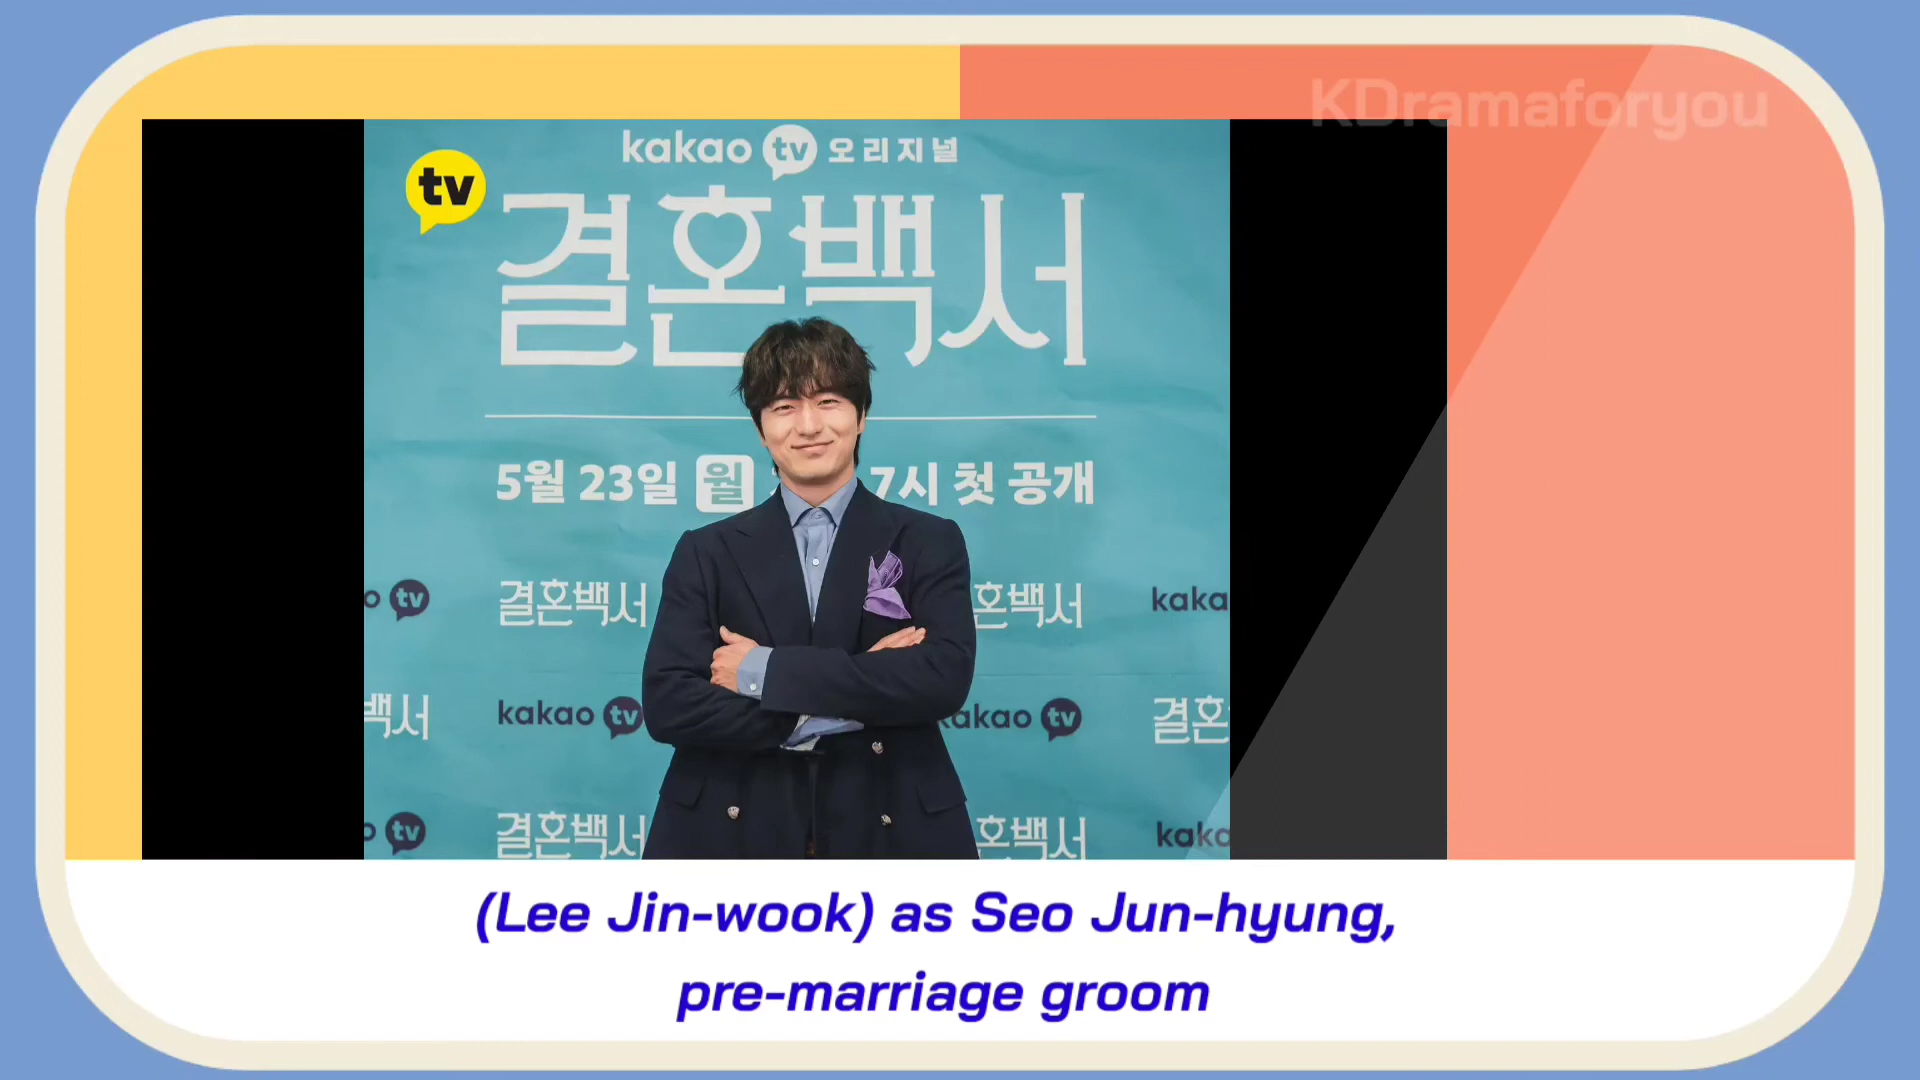 KDramaforyou
kakao tv 오리지널
tv
결혼백서
5월 23일 월 7시 첫 공개
o tv 결혼백서 혼백서 kaka
백서 kakao tv kakao tv 결혼
o tv 결혼백서 혼백서 kaka
(Lee Jin-wook) as Seo Jun-hyung,
pre-marriage groom